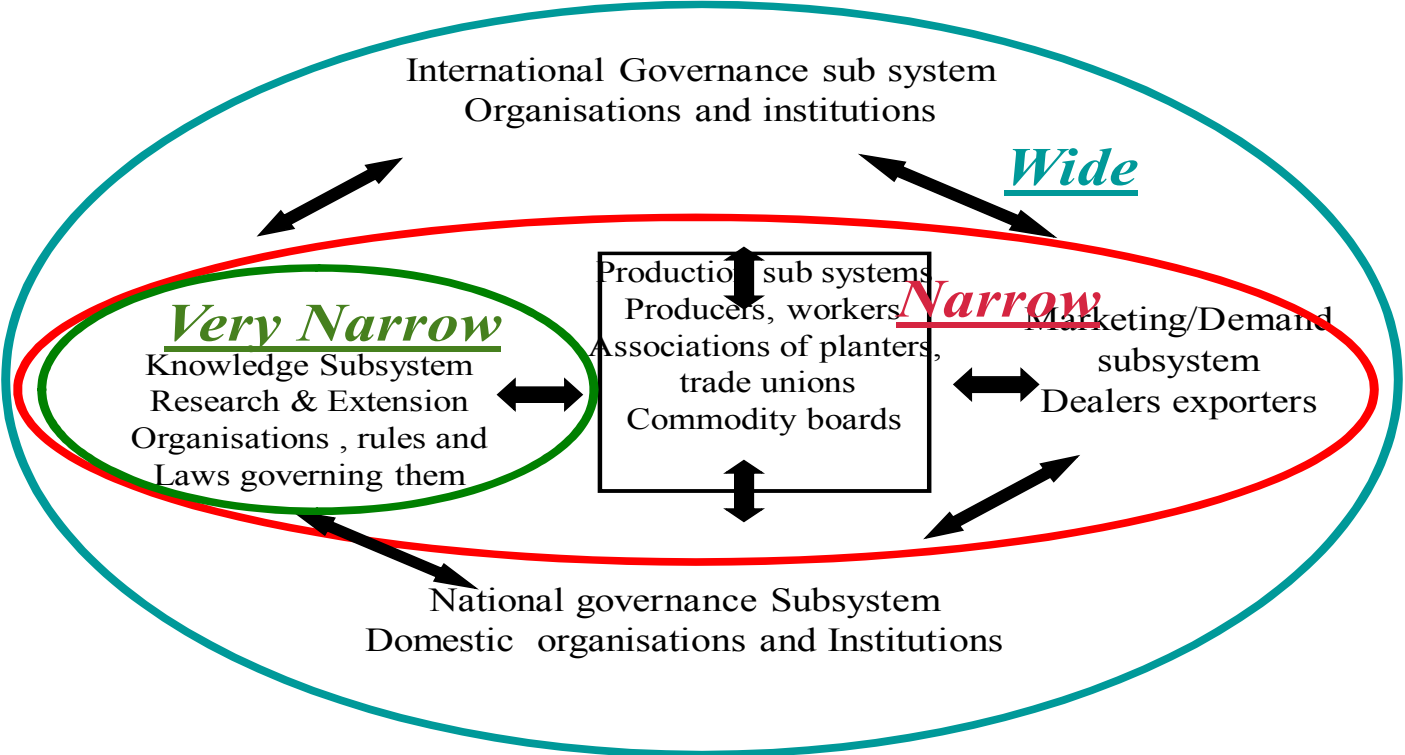 International Governance sub system
Organisations and institutions
Wide
Very Narrow
Knowledge Subsystem
Research & Extension
Organisations , rules and
Laws governing them
Production sub systems,
Producers, workers
Associations of planters,
trade unions
Commodity boards
Narrow
Marketing/Demand
subsystem
Dealers exporters
National governance Subsystem
Domestic organisations and Institutions